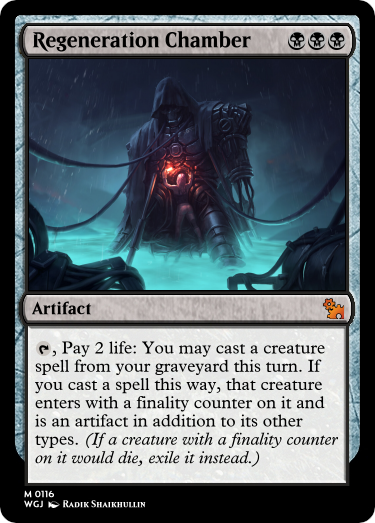 Regeneration Chamber
Artifact
, Pay 2 life: You may cast a creature
spell from your graveyard this turn. If
you cast a spell this way, that creature
enters with a finality counter on it and
is an artifact in addition to its other
types. (If a creature with a finality counter
on it would die, exile it instead.)
M 0116
WGJ Radik Shaikhullin